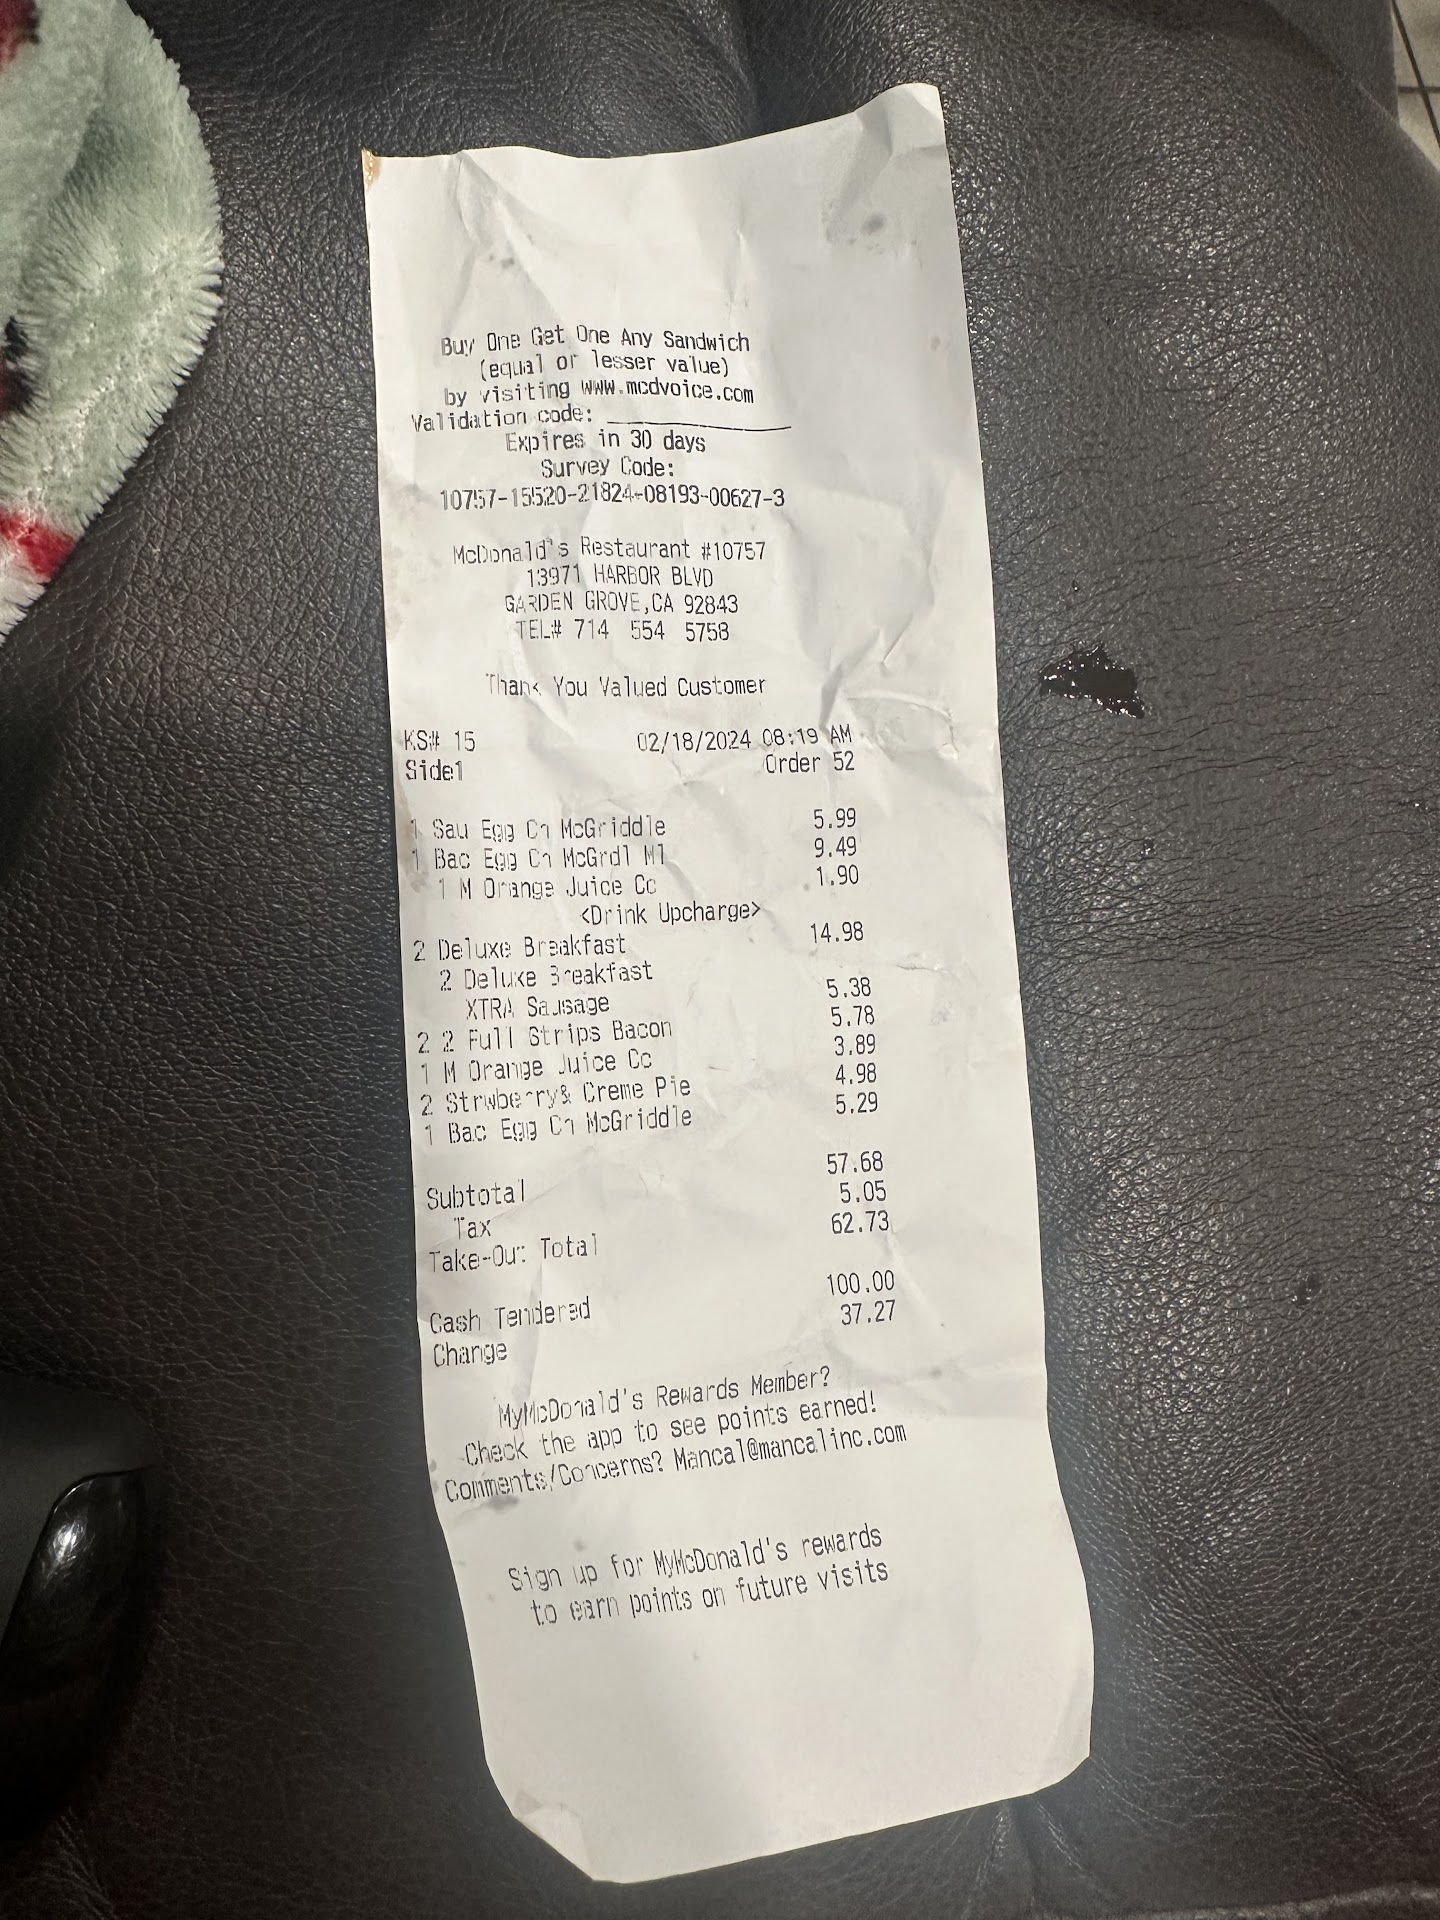 Buy One Get One Any Sandwich
(equal or lesser value)
by visiting www.mcdvoice.com
Validation code: ____________
Expires in 30 days
Survey Code:
10757-15520-21824-08193-00627-3
McDonald's Restaurant #10757
13971 HARBOR BLVD
GARDEN GROVE,CA 92843
TEL# 714 554 5758
Thank You Valued Customer
KS# 15 02/18/2024 08:19 AM
Side1 Order 52
1 Sau Egg Ch McGriddle 5.99
1 Bac Egg Ch McGrdl Ml 9.49
1 M Orange Juice Cc 1.90
<Drink Upcharge>
2 Deluxe Breakfast 14.98
2 Deluxe Breakfast
XTRA Sausage 5.38
2 2 Full Strips Bacon 5.78
1 M Orange Juice Cc 3.89
2 Strwberry& Creme Pie 4.98
1 Bac Egg Ch McGriddle 5.29
Subtotal 57.68
Tax 5.05
Take-Out Total 62.73
Cash Tendered 100.00
Change 37.27
MyMcDonald's Rewards Member?
Check the app to see points earned!
Comments/Concerns? Mancal@mancalinc.com
Sign up for MyMcDonald's rewards
to earn points on future visits